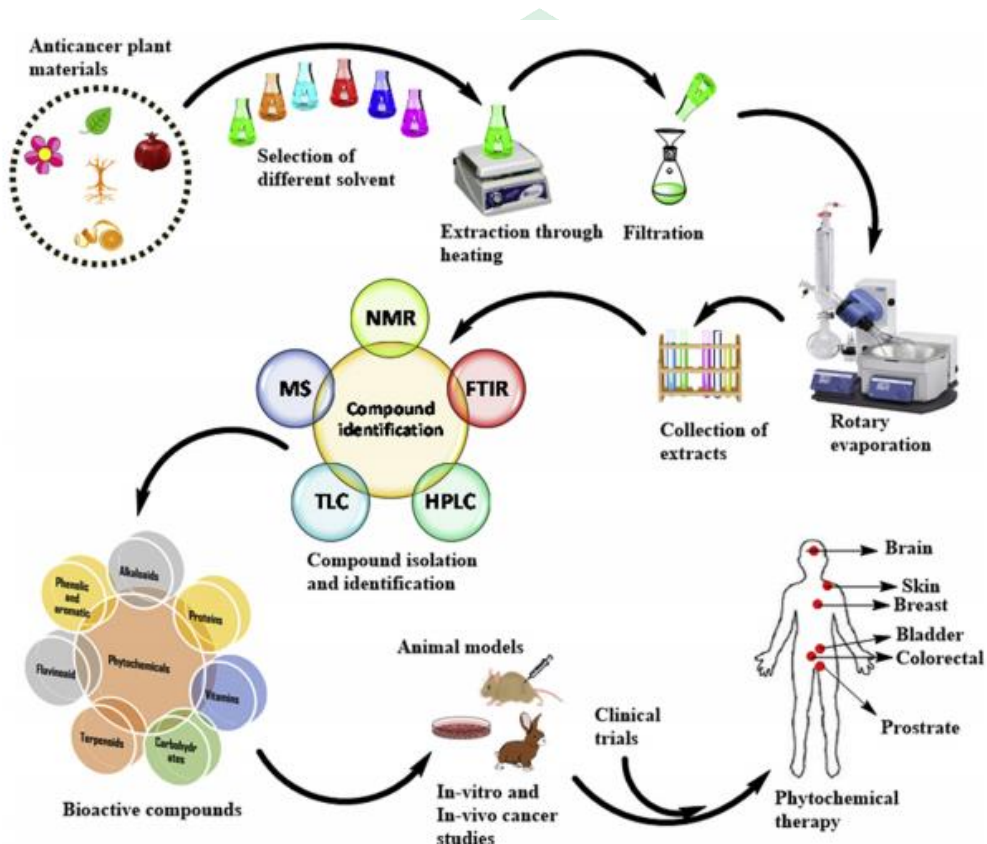 Anticancer plant
materials
Selection of
different solvent
Extraction through
heating
Filtration
Rotary
evaporation
Collection of
extracts
NMR
MS
FTIR
Compound
identification
TLC
HPLC
Compound isolation
and identification
Alkaloaids
Phenolic
and
aromatic
Proteins
Phytochemicals
Flavinoaid
Vitamins
Terpenoids
Carbohydr
ates
Bioactive compounds
Animal models
In-vitro and
In-vivo cancer
studies
Clinical
trials
Brain
Skin
Breast
Bladder
Colorectal
Prostrate
Phytochemical
therapy